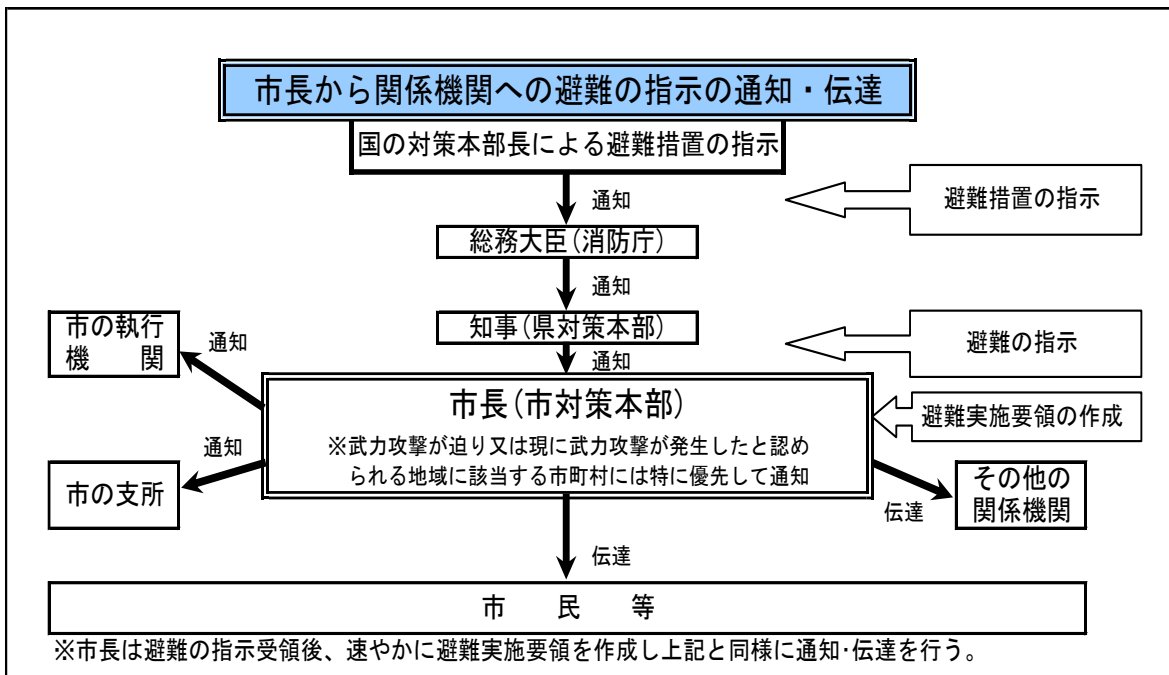 市長から関係機関への避難の指示の通知・伝達
国の対策本部長による避難措置の指示
通知
避難措置の指示
総務大臣(消防庁)
通知
知事(県対策本部)
避難の指示
市の執行
機　　関
通知
通知
市長(市対策本部)
※武力攻撃が迫り又は現に武力攻撃が発生したと認め
られる地域に該当する市町村には特に優先して通知
避難実施要領の作成
通知
市の支所
その他の
関係機関
伝達
伝達
市　　民　　等
※市長は避難の指示受領後、速やかに避難実施要領を作成し上記と同様に通知･伝達を行う。